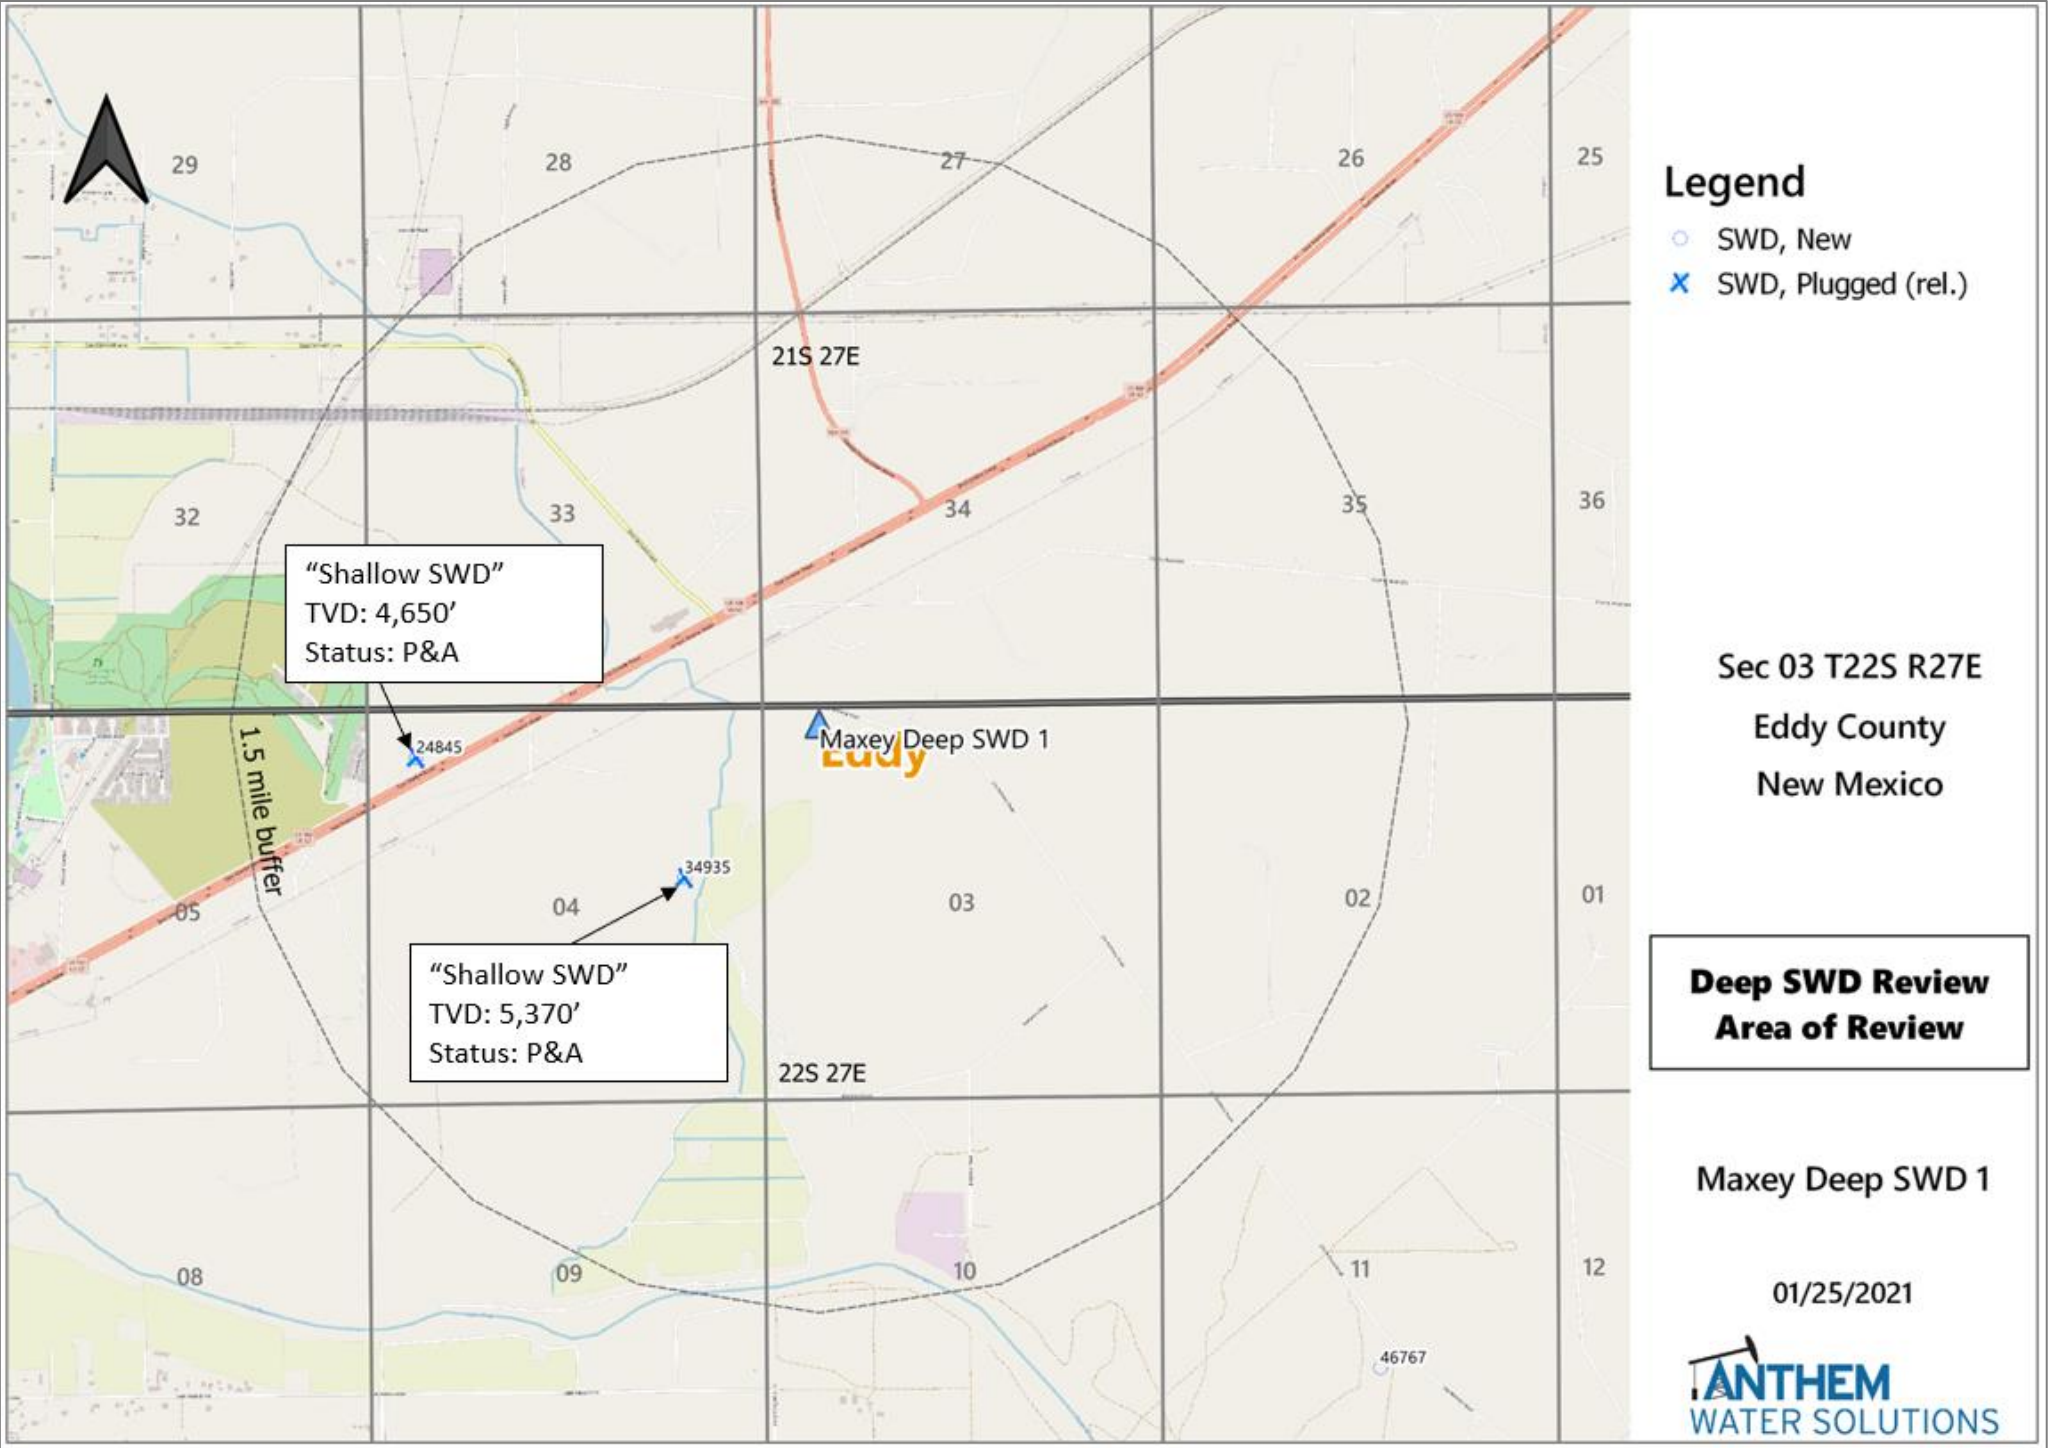 29
28
27
26
25
21S 27E
32
33
34
35
36
“Shallow SWD”
TVD: 4,650’
Status: P&A
24845
Maxey Deep SWD 1
Eddy
1.5 mile buffer
34935
05
04
03
02
01
“Shallow SWD”
TVD: 5,370’
Status: P&A
22S 27E
08
09
10
11
12
46767
Legend
SWD, New
SWD, Plugged (rel.)
Sec 03 T22S R27E
Eddy County
New Mexico
Deep SWD Review
Area of Review
Maxey Deep SWD 1
01/25/2021
ANTHEM
WATER SOLUTIONS